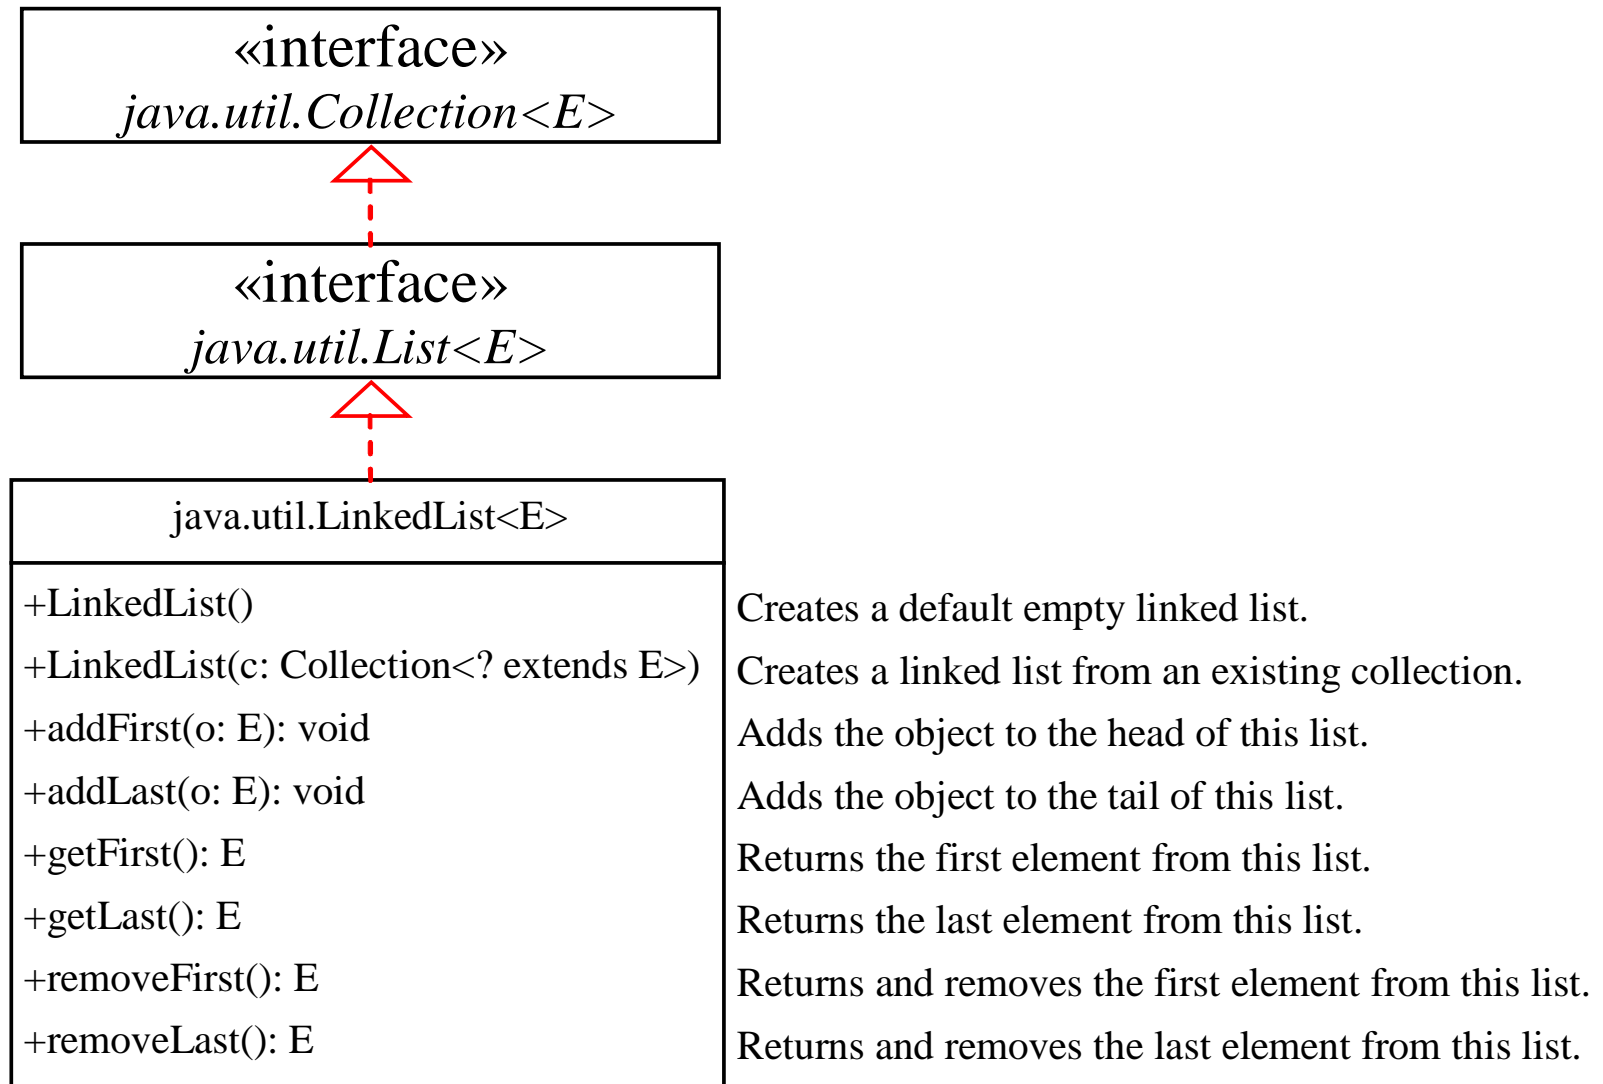 «interface»
java.util.Collection<E>
«interface»
java.util.List<E>
java.util.LinkedList<E>
+LinkedList()
Creates a default empty linked list.
+LinkedList(c: Collection<? extends E>)
Creates a linked list from an existing collection.
+addFirst(o: E): void
Adds the object to the head of this list.
+addLast(o: E): void
Adds the object to the tail of this list.
+getFirst(): E
Returns the first element from this list.
+getLast(): E
Returns the last element from this list.
+removeFirst(): E
Returns and removes the first element from this list.
+removeLast(): E
Returns and removes the last element from this list.